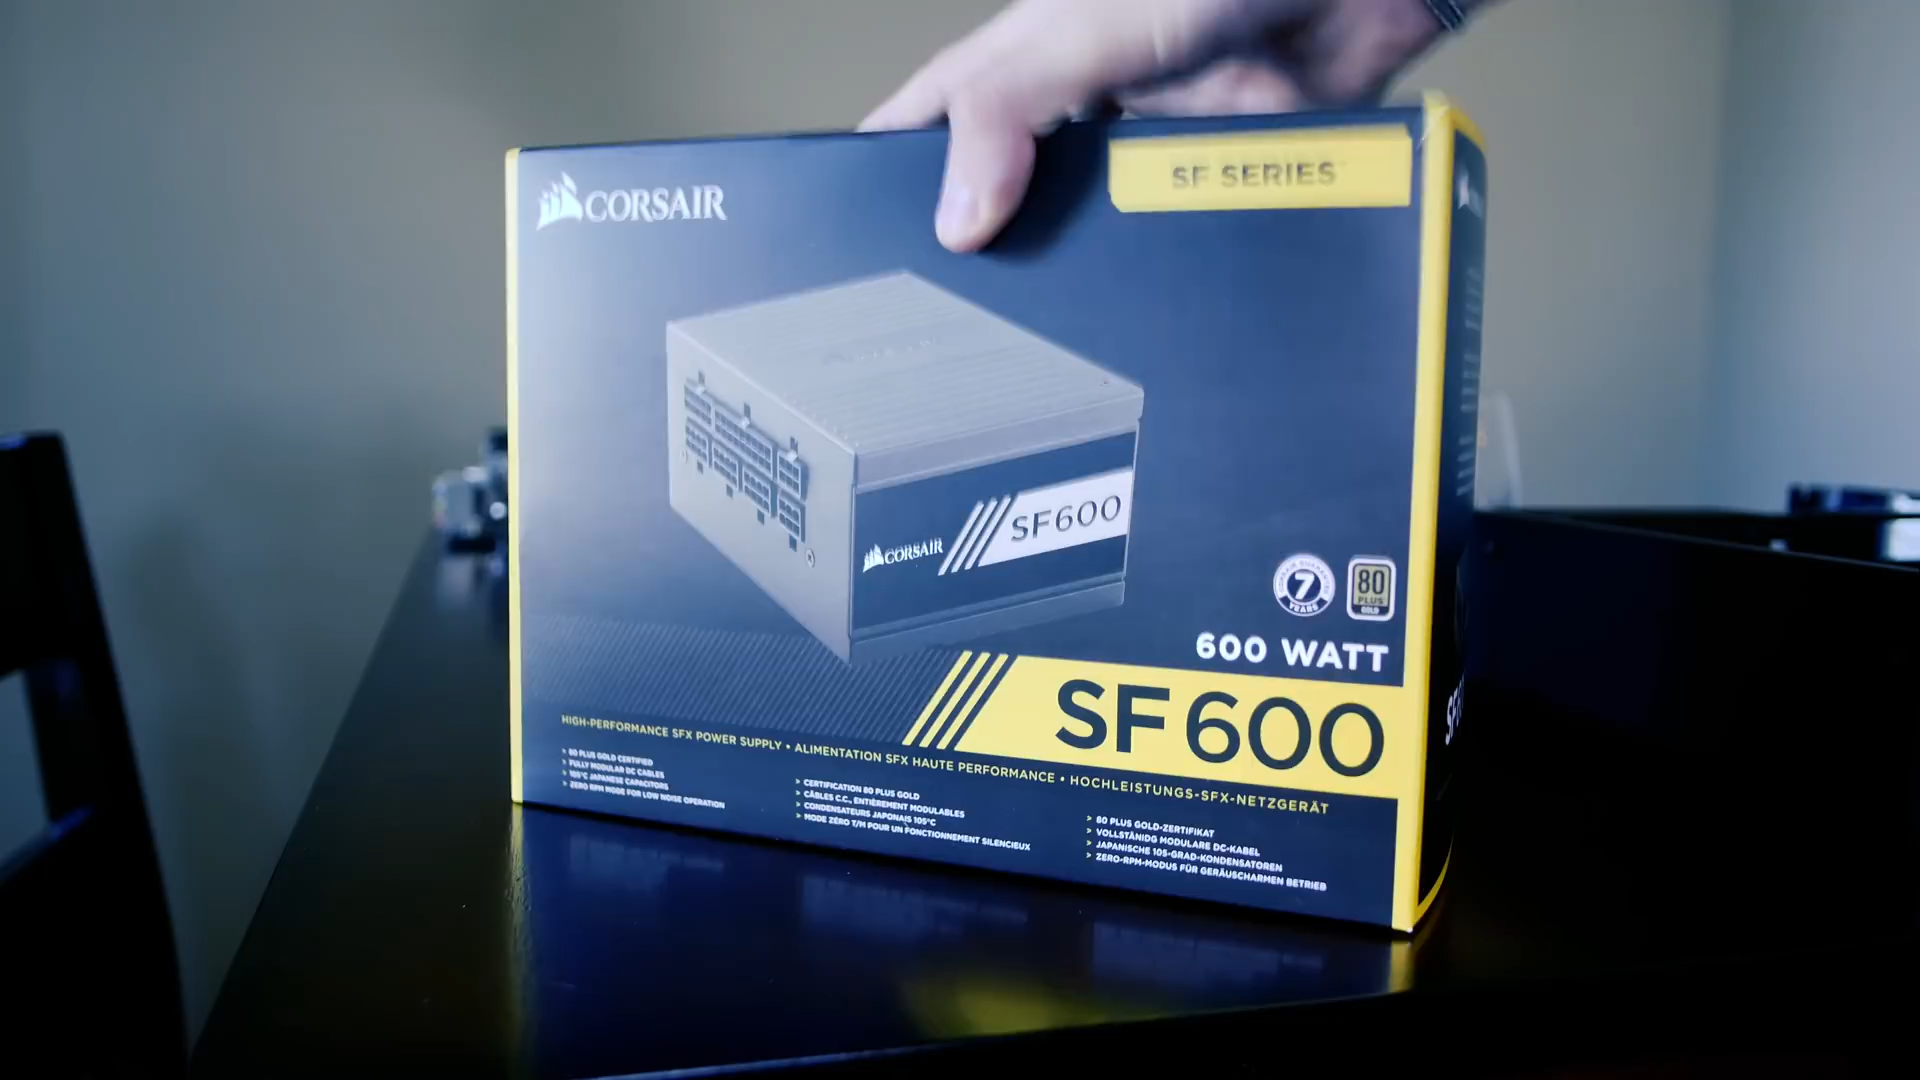 CORSAIR
SF SERIES
CORSAIR
SF600
7
YEARS
80
PLUS
GOLD
600 WATT
SF600
HIGH-PERFORMANCE SFX POWER SUPPLY • ALIMENTATION SFX HAUTE PERFORMANCE • HOCHLEISTUNGS-SFX-NETZGERÄT
> 80 PLUS GOLD CERTIFIED
> FULLY MODULAR DC CABLES
> 105°C JAPANESE CAPACITORS
> ZERO RPM MODE FOR LOW NOISE OPERATION
> CERTIFICATION 80 PLUS GOLD
> CÂBLES C.C., ENTIÈREMENT MODULABLES
> CONDENSATEURS JAPONAIS 105°C
> MODE ZÉRO T/M POUR UN FONCTIONNEMENT SILENCIEUX
> 80 PLUS GOLD-ZERTIFIKAT
> VOLLSTÄNIDG MODULARE DC-KABEL
> JAPANISCHE 105-GRAD-KONDENSATOREN
> ZERO-RPM-MODUS FÜR GERÄUSCHARMEN BETRIEB